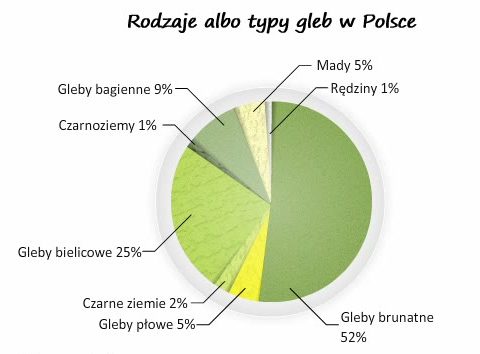 Rodzaje albo typy gleb w Polsce
Mady 5%
Rędziny 1%
Gleby bagienne 9%
Czarnoziemy 1%
Gleby bielicowe 25%
Czarne ziemie 2%
Gleby płowe 5%
Gleby brunatne
52%